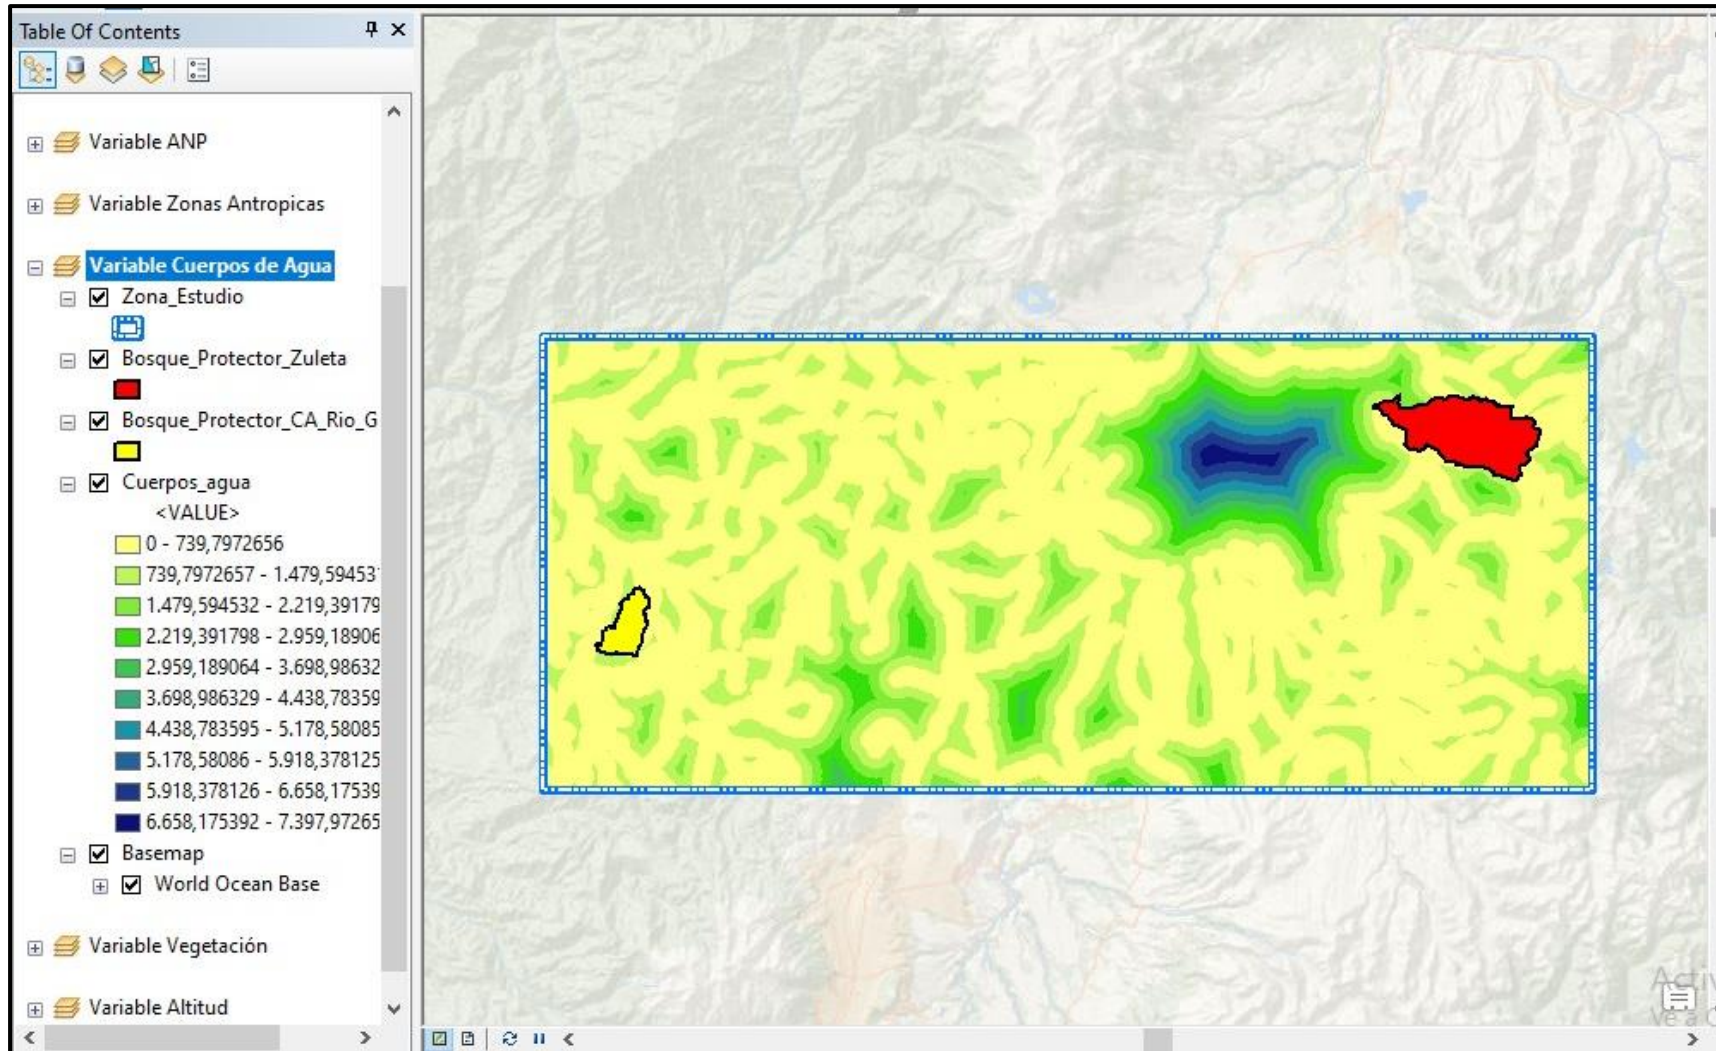 Table Of Contents
Variable ANP
Variable Zonas Antropicas
Variable Cuerpos de Agua
Zona_Estudio
Bosque_Protector_Zuleta
Bosque_Protector_CA_Rio_G
Cuerpos_agua
<VALUE>
0 - 739,7972656
739,7972657 - 1.479,59453
1.479,594532 - 2.219,39179
2.219,391798 - 2.959,18906
2.959,189064 - 3.698,98632
3.698,986329 - 4.438,78359
4.438,783595 - 5.178,58085
5.178,58086 - 5.918,378125
5.918,378126 - 6.658,17539
6.658,175392 - 7.397,97265
Basemap
World Ocean Base
Variable Vegetación
Variable Altitud